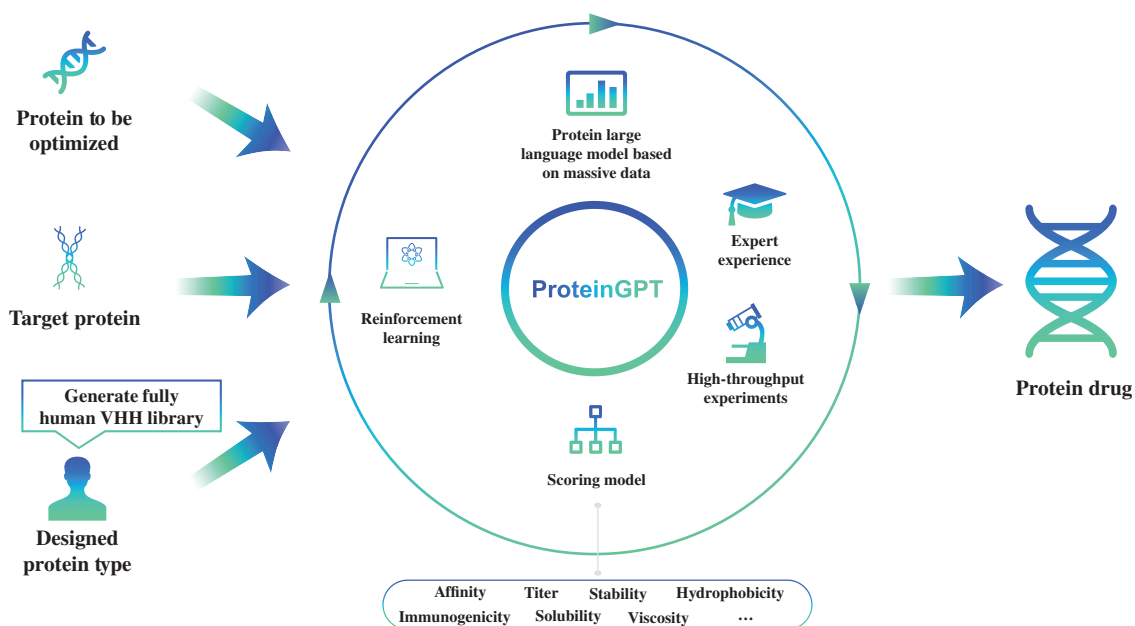 Protein to be
optimized
Target protein
Generate fully
human VHH library
Designed
protein type
Protein large
language model based
on massive data
Expert
experience
ProteinGPT
Reinforcement
learning
High-throughput
experiments
Scoring model
Affinity Titer Stability Hydrophobicity
Immunogenicity Solubility Viscosity ...
Protein drug